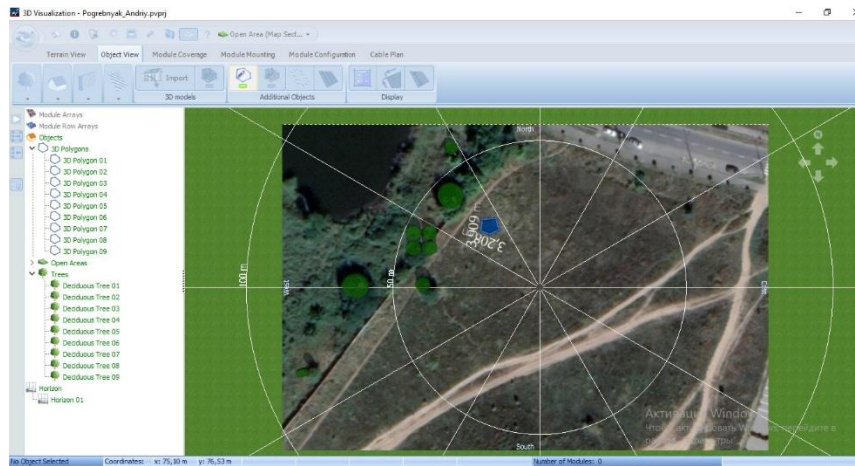 3D Visualization - Pogrebnyak_Andriy.pvprj
Open Area (Map Sect...
Terrain View Object View Module Coverage Module Mounting Module Configuration Cable Plan
Import
3D models Additional Objects Display
Module Arrays
Module Row Arrays
Objects
3D Polygons
3D Polygon 01
3D Polygon 02
3D Polygon 03
3D Polygon 04
3D Polygon 05
3D Polygon 06
3D Polygon 07
3D Polygon 08
3D Polygon 09
Open Areas
Trees
Deciduous Tree 01
Deciduous Tree 02
Deciduous Tree 03
Deciduous Tree 04
Deciduous Tree 05
Deciduous Tree 06
Deciduous Tree 07
Deciduous Tree 08
Deciduous Tree 09
Horizon
Horizon 01
North
100 m
West
50 m
South
No Object Selected Coordinates: x: 75,10 m y: 76,53 m Number of Modules: 0